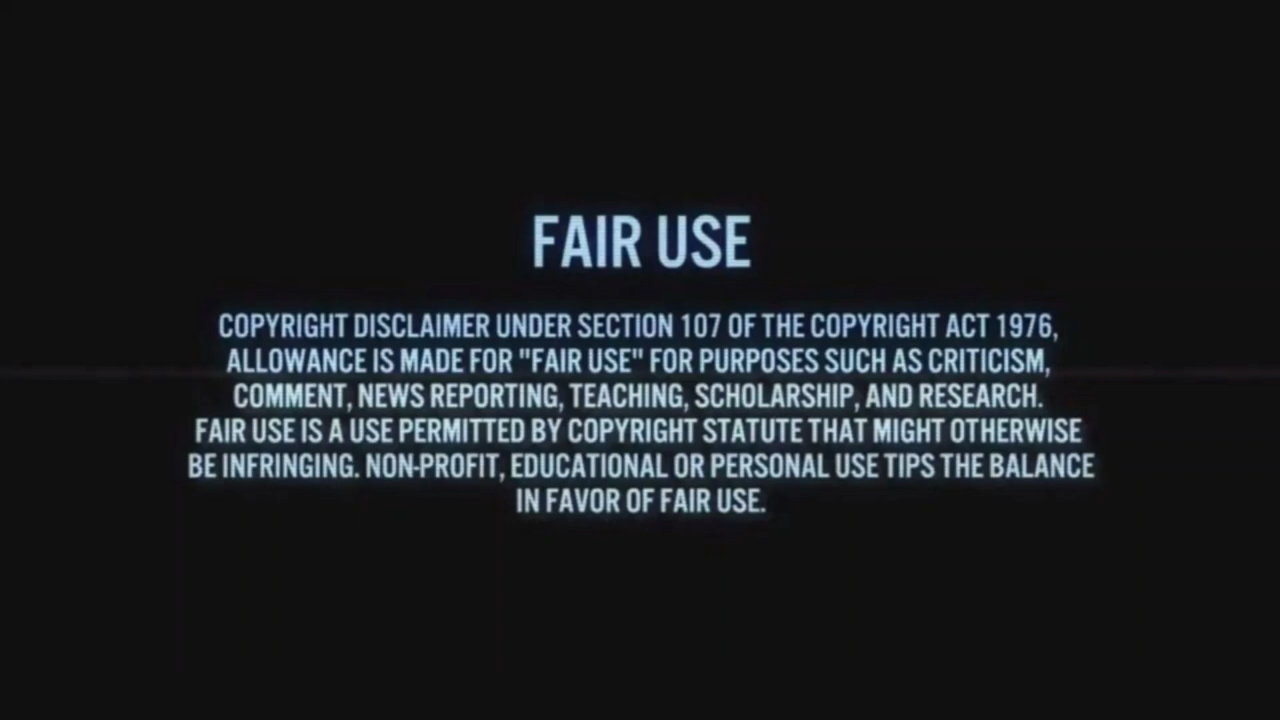 FAIR USE
COPYRIGHT DISCLAIMER UNDER SECTION 107 OF THE COPYRIGHT ACT 1976,
ALLOWANCE IS MADE FOR "FAIR USE" FOR PURPOSES SUCH AS CRITICISM,
COMMENT, NEWS REPORTING, TEACHING, SCHOLARSHIP, AND RESEARCH.
FAIR USE IS A USE PERMITTED BY COPYRIGHT STATUTE THAT MIGHT OTHERWISE
BE INFRINGING. NON-PROFIT, EDUCATIONAL OR PERSONAL USE TIPS THE BALANCE
IN FAVOR OF FAIR USE.